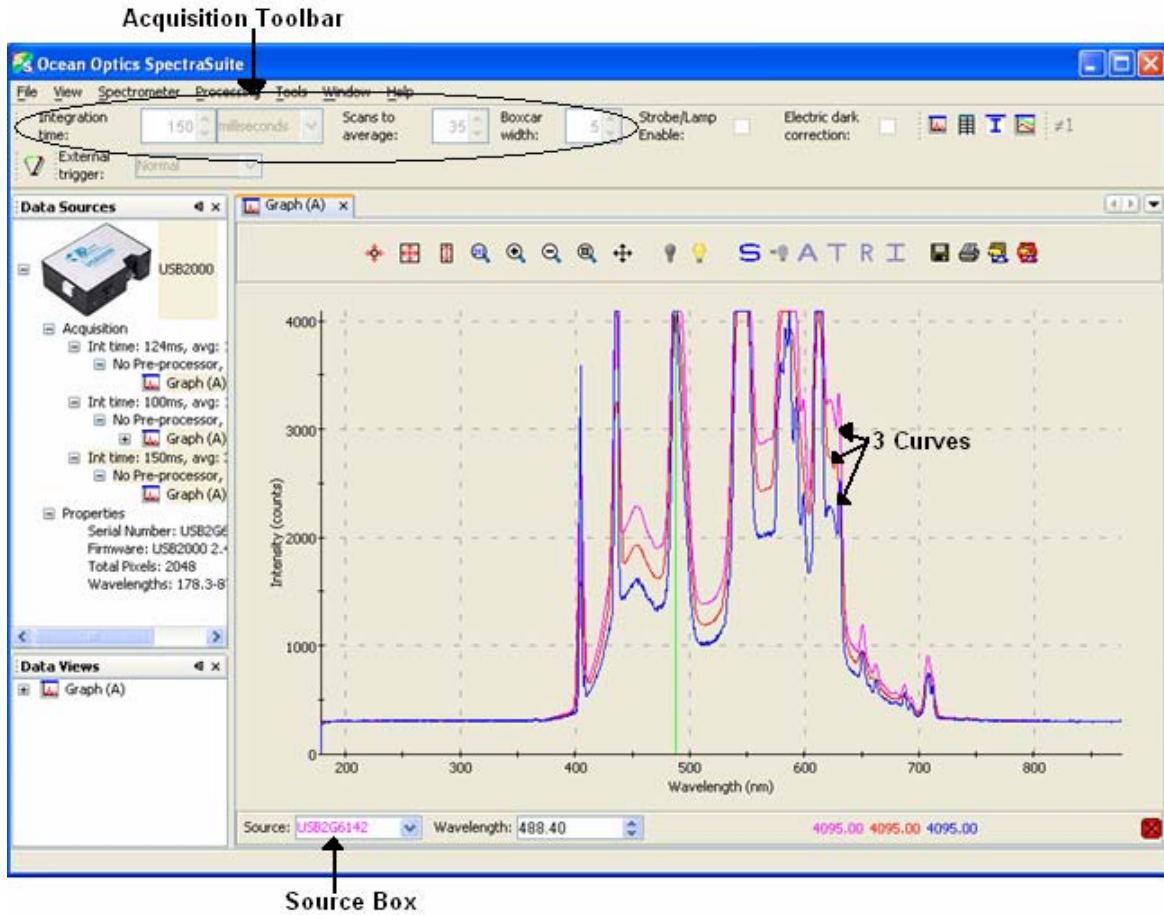 Acquisition Toolbar
Ocean Optics SpectraSuite
File View Spectrometer Processing Tools Window Help
Integration time: 150 milliseconds Scans to average: 35 Boxcar width: 5 Strobe/Lamp Enable: Electric dark correction: ≠1
External trigger: Normal
Data Sources
Graph (A)
USB2000
S A T R I
Acquisition
Int time: 124ms, avg:
No Pre-processor,
Graph (A)
Int time: 100ms, avg:
No Pre-processor,
Graph (A)
Int time: 150ms, avg:
No Pre-processor,
Graph (A)
Properties
Serial Number: USB2G6
Firmware: USB2000 2.
Total Pixels: 2048
Wavelengths: 178.3-8
Data Views
Graph (A)
Intensity (counts)
4000
3000
2000
1000
0
3 Curves
200 300 400 500 600 700 800
Wavelength (nm)
Source: USB2G6142 Wavelength: 488.40 4095.00 4095.00 4095.00
Source Box